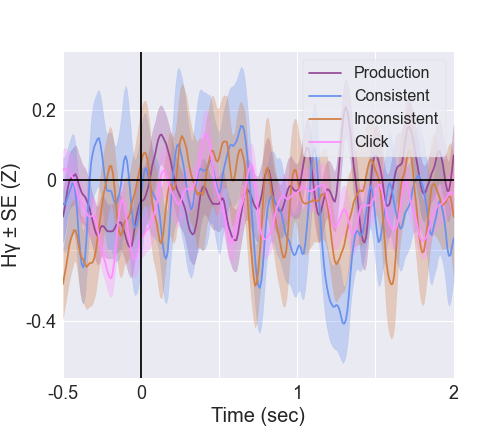 Production
Consistent
Inconsistent
Click
Hγ ± SE (Z)
0.2
0
-0.4
-0.5
0
1
2
Time (sec)